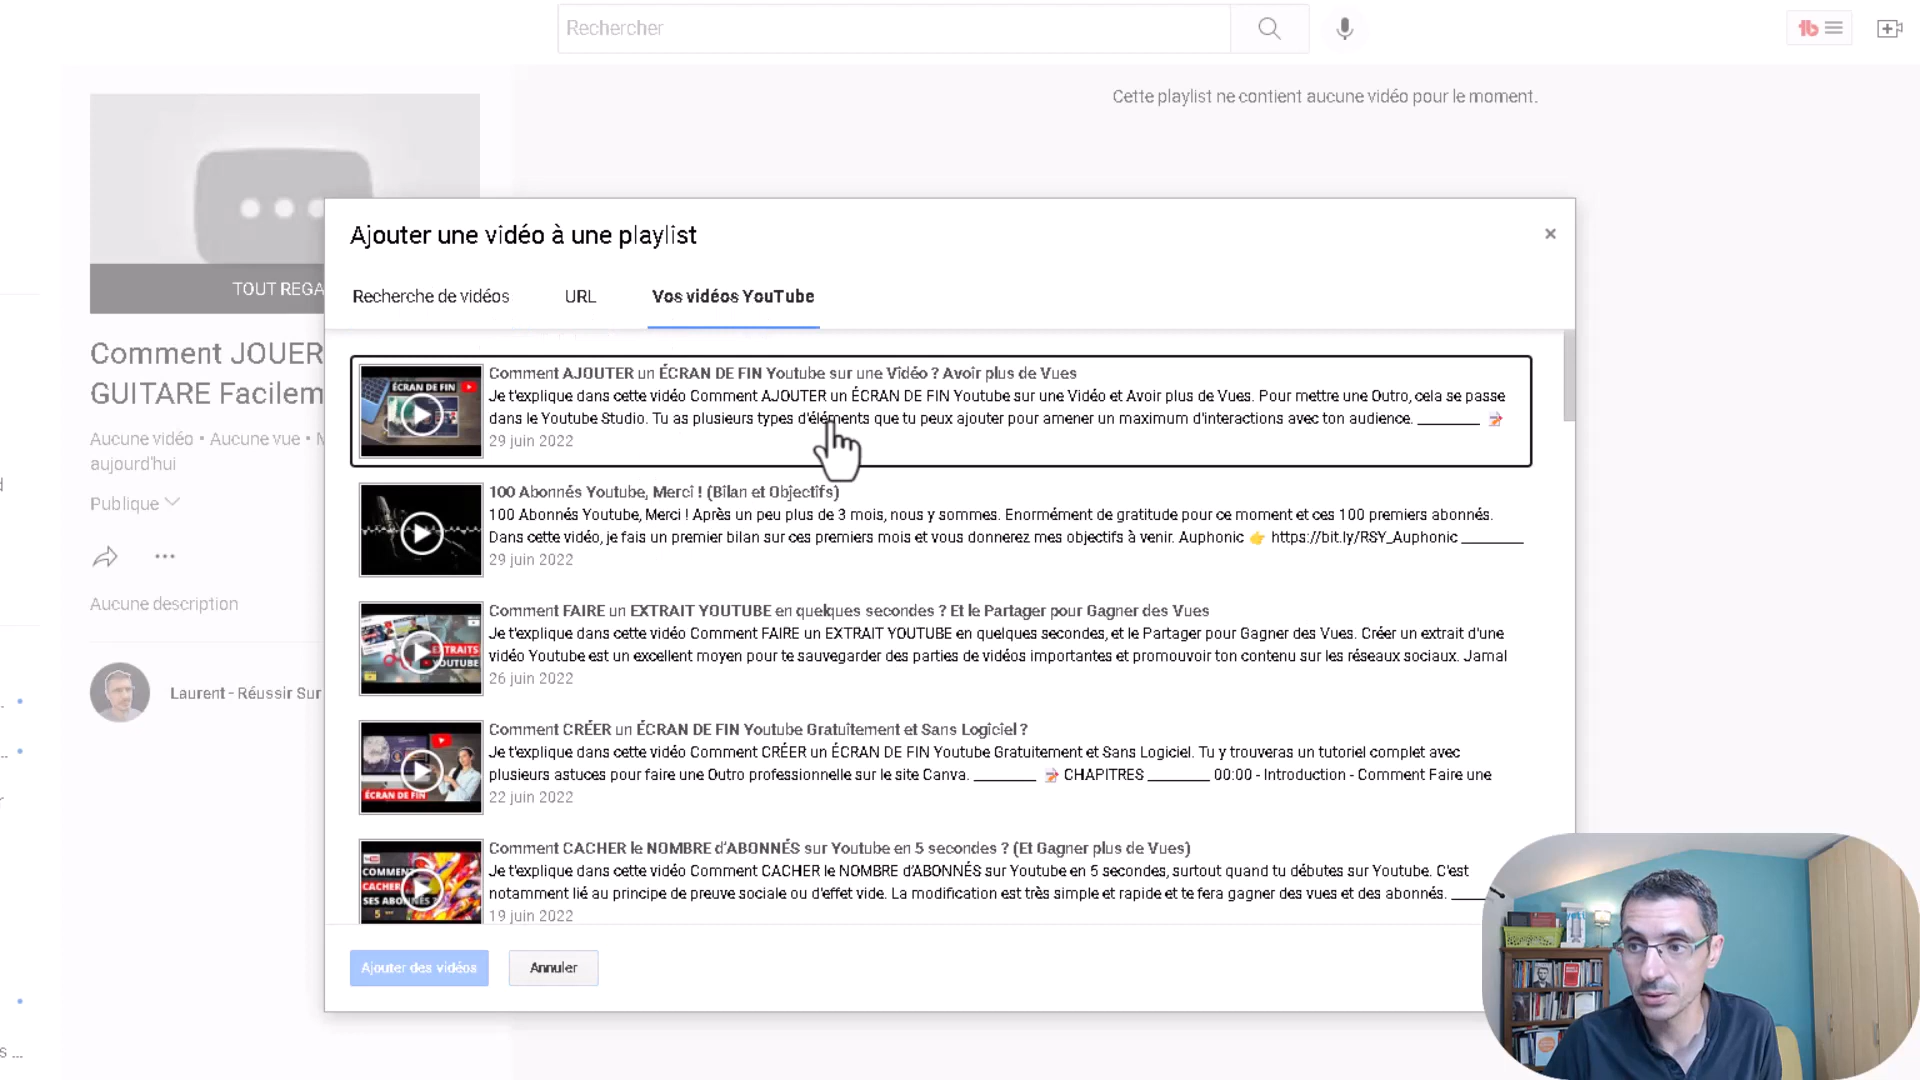 Rechercher
Cette playlist ne contient aucune vidéo pour le moment.
TOUT REGA
Comment JOUER
GUITARE Facilem
Aucune vidéo • Aucune vue • M
aujourd'hui
Publique
Aucune description
Laurent - Réussir Sur
Ajouter une vidéo à une playlist
×
Recherche de vidéos
URL
Vos vidéos YouTube
ÉCRAN DE FIN
Comment AJOUTER un ÉCRAN DE FIN Youtube sur une Vidéo ? Avoir plus de Vues
Je t'explique dans cette vidéo Comment AJOUTER un ÉCRAN DE FIN Youtube sur une Vidéo et Avoir plus de Vues. Pour mettre une Outro, cela se passe
dans le Youtube Studio. Tu as plusieurs types d'éléments que tu peux ajouter pour amener un maximum d'interactions avec ton audience. ________ 📝
29 juin 2022
100 Abonnés Youtube, Merci ! (Bilan et Objectifs)
100 Abonnés Youtube, Merci ! Après un peu plus de 3 mois, nous y sommes. Enormément de gratitude pour ce moment et ces 100 premiers abonnés.
Dans cette vidéo, je fais un premier bilan sur ces premiers mois et vous donnerez mes objectifs à venir. Auphonic 👉 https://bit.ly/RSY_Auphonic ________
29 juin 2022
EXTRAITS
YOUTUBE
Comment FAIRE un EXTRAIT YOUTUBE en quelques secondes ? Et le Partager pour Gagner des Vues
Je t'explique dans cette vidéo Comment FAIRE un EXTRAIT YOUTUBE en quelques secondes, et le Partager pour Gagner des Vues. Créer un extrait d'une
vidéo Youtube est un excellent moyen pour te sauvegarder des parties de vidéos importantes et promouvoir ton contenu sur les réseaux sociaux. Jamal
26 juin 2022
ÉCRAN DE FIN
Comment CRÉER un ÉCRAN DE FIN Youtube Gratuitement et Sans Logiciel ?
Je t'explique dans cette vidéo Comment CRÉER un ÉCRAN DE FIN Youtube Gratuitement et Sans Logiciel. Tu y trouveras un tutoriel complet avec
plusieurs astuces pour faire une Outro professionnelle sur le site Canva. ________ 📝 CHAPITRES ________ 00:00 - Introduction - Comment Faire une
22 juin 2022
COMMENT
CACHER
SES ABONNÉS
5
Comment CACHER le NOMBRE d'ABONNÉS sur Youtube en 5 secondes ? (Et Gagner plus de Vues)
Je t'explique dans cette vidéo Comment CACHER le NOMBRE d'ABONNÉS sur Youtube en 5 secondes, surtout quand tu débutes sur Youtube. C'est
notamment lié au principe de preuve sociale ou d'effet vide. La modification est très simple et rapide et te fera gagner des vues et des abonnés. ____
19 juin 2022
Ajouter des vidéos
Annuler